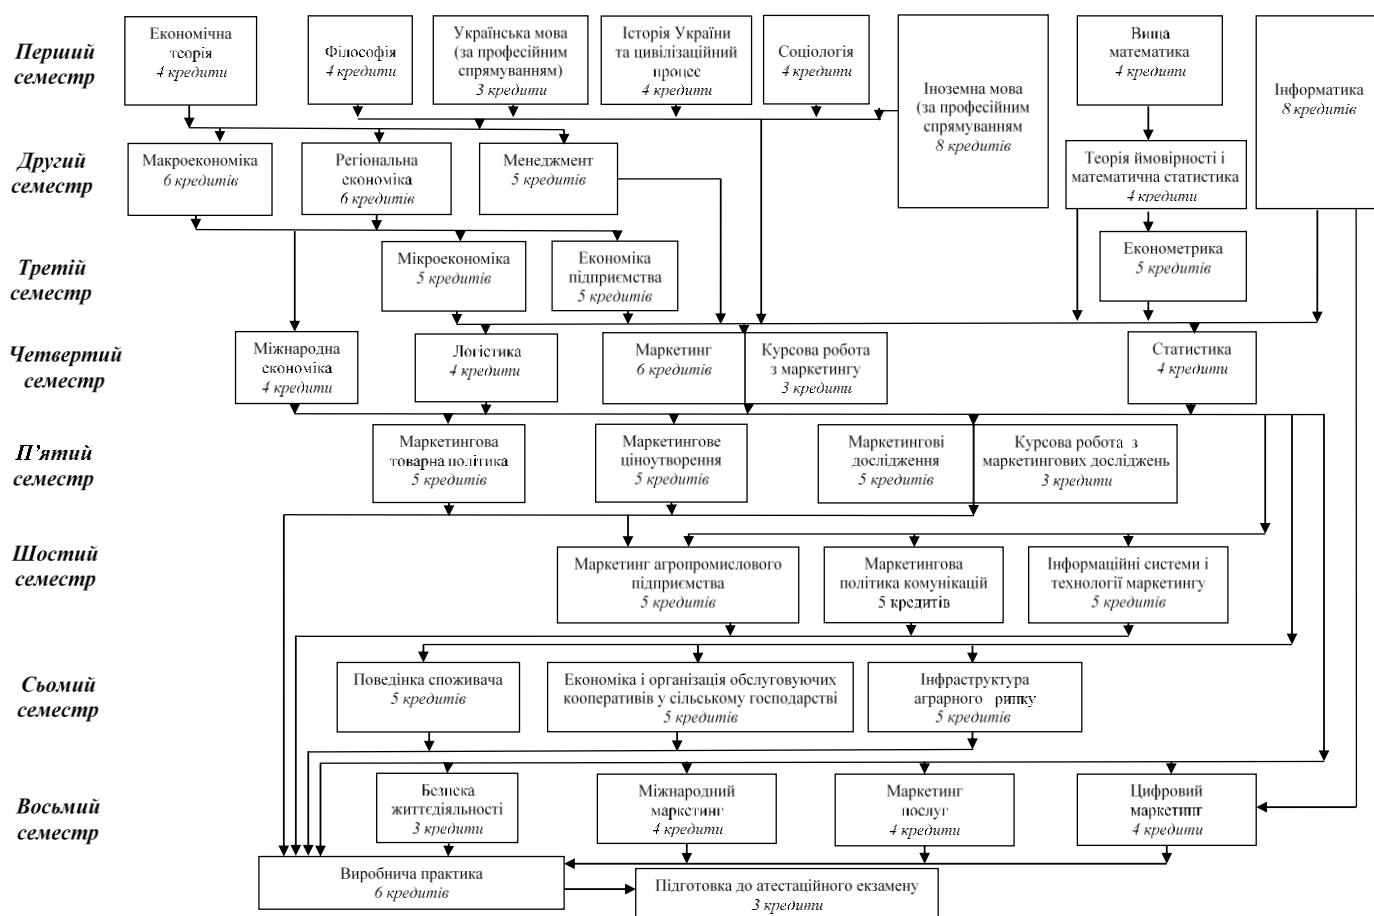 Перший
семестр
Економічна
теорія
4 кредити
Філософія
4 кредити
Українська мова
(за професійним
спрямуванням)
3 кредити
Історія України
та цивілізаційний
процес
4 кредити
Соціологія
4 кредити
Іноземна мова
(за професійним
спрямуванням
8 кредитів
Вища
математика
4 кредити
Інформатика
8 кредитів
Другий
семестр
Макроекономіка
6 кредитів
Регіональна
економіка
6 кредитів
Менеджмент
5 кредитів
Теорія ймовірності і
математична статистика
4 кредити
Третій
семестр
Мікроекономіка
5 кредитів
Економіка
підприємства
5 кредитів
Економетрика
5 кредитів
Четвертий
семестр
Міжнародна
економіка
4 кредити
Логістика
4 кредити
Маркетинг
6 кредитів
Курсова робота
з маркетингу
3 кредити
Статистика
4 кредити
П’ятий
семестр
Маркетингова
товарна політика
5 кредитів
Маркетингове
ціноутворення
5 кредитів
Маркетингові
дослідження
5 кредитів
Курсова робота з
маркетингових досліджень
3 кредити
Шостий
семестр
Маркетинг агропромислового
підприємства
5 кредитів
Маркетингова
політика комунікацій
5 кредитів
Інформаційні системи і
технології маркетингу
5 кредитів
Сьомий
семестр
Поведінка споживача
5 кредитів
Економіка і організація обслуговуючих
кооперативів у сільському господарстві
5 кредитів
Інфраструктура
аграрного ринку
5 кредитів
Восьмий
семестр
Безпека
життєдіяльності
3 кредити
Міжнародний
маркетинг
4 кредити
Маркетинг
послуг
4 кредити
Цифровий
маркетинг
4 кредити
Виробнича практика
6 кредитів
Підготовка до атестаційного екзамену
3 кредити